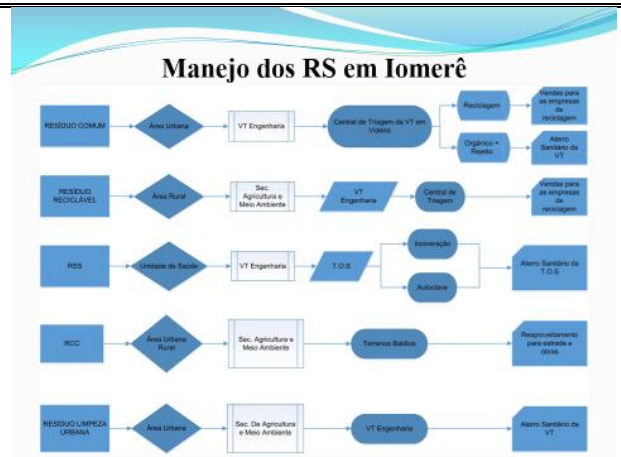 Manejo dos RS em Iomerê
RESÍDUO COMUM
Área Urbana
VT Engenharia
Central de Triagem da VT em
Videira
Reciclagem
Vendas para
as empresas
de
reciclagem
Orgânico +
Rejeito
Aterro
Sanitário da
VT
RESÍDUO
RECICLÁVEL
Área Rural
Sec.
Agricultura e
Meio Ambiente
VT
Engenharia
Central de
Triagem
Vendas para
as empresas
de
reciclagem
RSS
Unidade de Saúde
VT Engenharia
T.O.S
Incineração
Autoclave
Aterro Sanitário da
T.O.S
RCC
Área Urbana
Rural
Sec. Agricultura e
Meio Ambiente
Terrenos Baldios
Reaproveitamento
para estrada e
obras
RESÍDUO LIMPEZA
URBANA
Área Urbana
Sec. De Agricultura
e Meio Ambiente
VT Engenharia
Aterro Sanitário da
VT